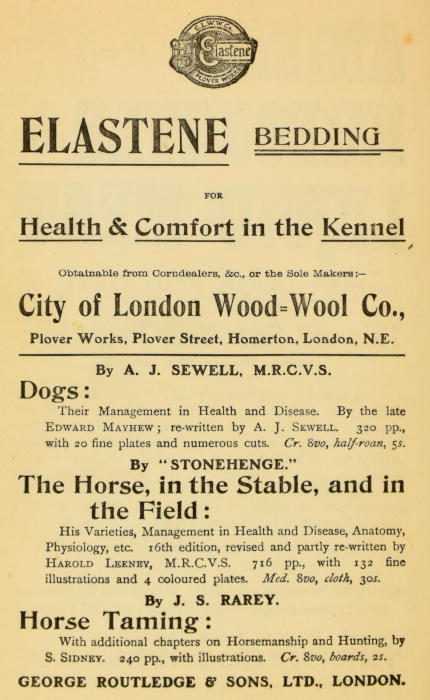 C.L.W.W.Co.
Elastene
PLOVER WORKS
ELASTENE BEDDING
FOR
Health & Comfort in the Kennel
Obtainable from Corndealers, &c., or the Sole Makers:—
City of London Wood=Wool Co.,
Plover Works, Plover Street, Homerton, London, N.E.
By A. J. SEWELL, M.R.C.V.S.
Dogs:
Their Management in Health and Disease. By the late
EDWARD MAYHEW; re-written by A. J. SEWELL. 320 pp.,
with 20 fine plates and numerous cuts. Cr. 8vo, half-roan, 5s.
By "STONEHENGE."
The Horse, in the Stable, and in
the Field:
His Varieties, Management in Health and Disease, Anatomy,
Physiology, etc. 16th edition, revised and partly re-written by
HAROLD LEENEY, M.R.C.V.S. 716 pp., with 132 fine
illustrations and 4 coloured plates. Med. 8vo, cloth, 30s.
By J. S. RAREY.
Horse Taming:
With additional chapters on Horsemanship and Hunting, by
S. SIDNEY. 240 pp., with illustrations. Cr. 8vo, boards, 2s.
GEORGE ROUTLEDGE & SONS, LTD., LONDON.